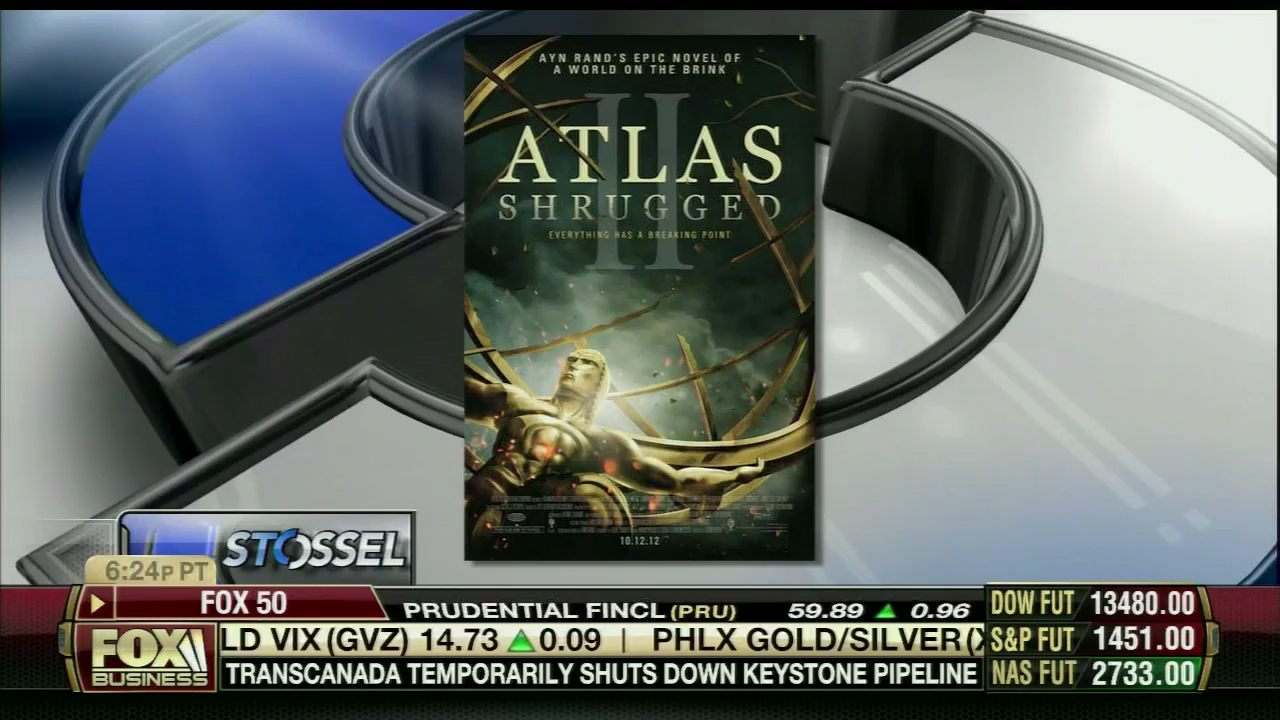 AYN RAND'S EPIC NOVEL OF
A WORLD ON THE BRINK
II
ATLAS
SHRUGGED
EVERYTHING HAS A BREAKING POINT
10.12.12
STOSSEL
6:24P PT
FOX 50
PRUDENTIAL FINCL (PRU) 59.89 0.96
DOW FUT 13480.00
FOX
BUSINESS
LD VIX (GVZ) 14.73 0.09 | PHLX GOLD/SILVER (X
S&P FUT 1451.00
TRANSCANADA TEMPORARILY SHUTS DOWN KEYSTONE PIPELINE
NAS FUT 2733.00